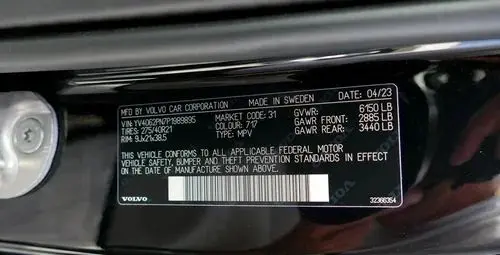 MFD BY VOLVO CAR CORPORATION MADE IN SWEDEN DATE: 04/23
VIN: YV4062PN7P1989895 MARKET SPEC: 31 GVWR: 6150 LB
TIRES: 275/40R21 COLOUR: 717 GAWR FRONT: 2885 LB
RIM: 9Jx21x38.5 TYPE: MPV GAWR REAR: 3440 LB
THIS VEHICLE CONFORMS TO ALL APPLICABLE FEDERAL MOTOR
VEHICLE SAFETY, BUMPER, AND THEFT PREVENTION STANDARDS IN EFFECT
ON THE DATE OF MANUFACTURE SHOWN ABOVE.
VOLVO 32366354